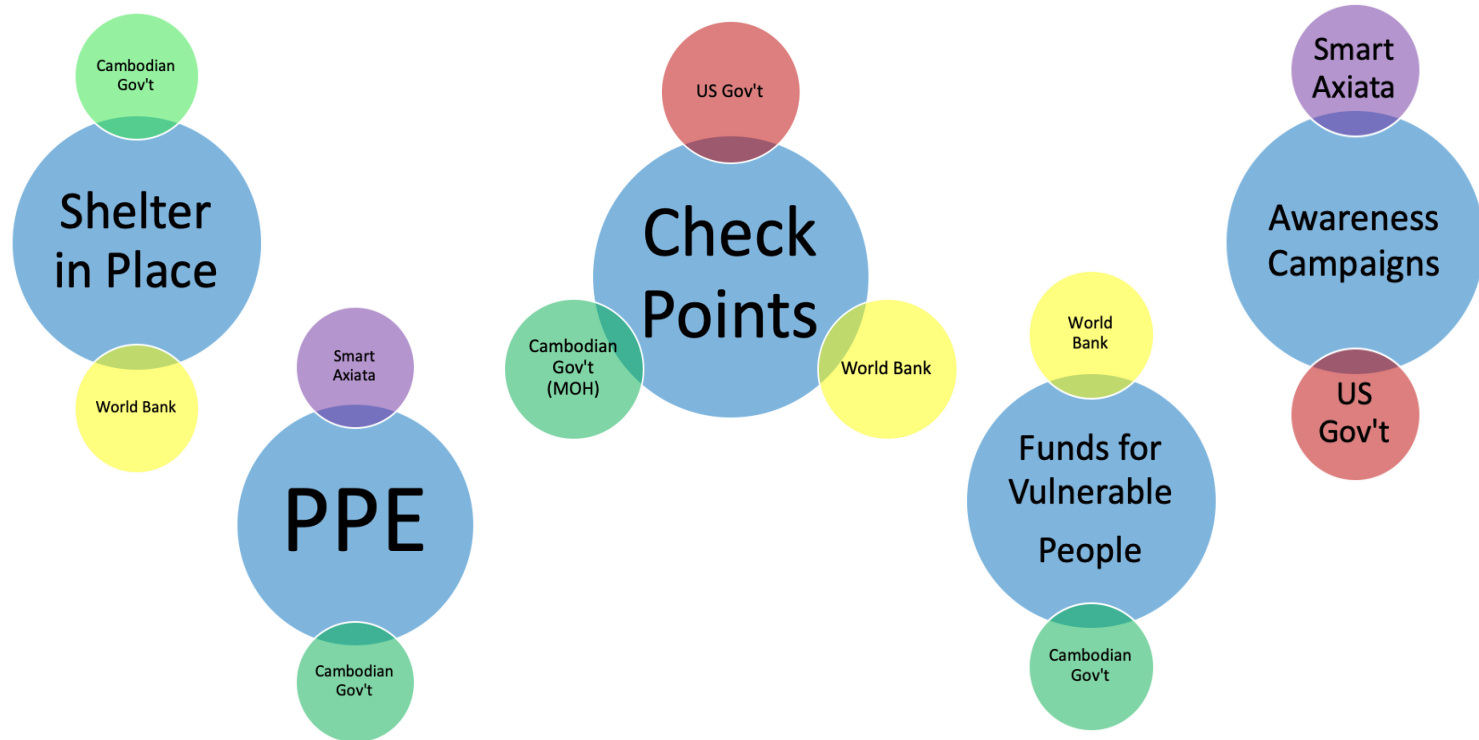 Cambodian
Gov't
Shelter
in Place
World Bank
Smart
Axiata
PPE
Cambodian
Gov't
US Gov't
Check
Points
Cambodian
Gov't
(MOH)
World Bank
World
Bank
Funds for
Vulnerable
People
Cambodian
Gov't
Smart
Axiata
Awareness
Campaigns
US
Gov't